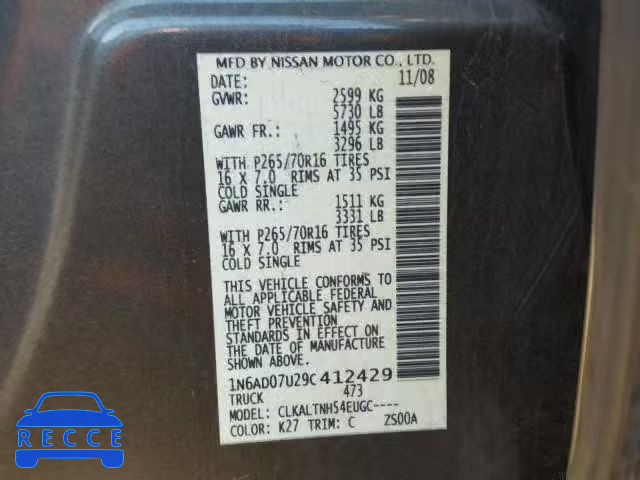 MFD BY NISSAN MOTOR CO., LTD.
DATE: 11/08
GVWR: 2599 KG
5730 LB
GAWR FR.: 1495 KG
3296 LB
WITH P265/70R16 TIRES
16 X 7.0 RIMS AT 35 PSI
COLD SINGLE
GAWR RR.: 1511 KG
3331 LB
WITH P265/70R16 TIRES
16 X 7.0 RIMS AT 35 PSI
COLD SINGLE
THIS VEHICLE CONFORMS TO
ALL APPLICABLE FEDERAL
MOTOR VEHICLE SAFETY AND
THEFT PREVENTION
STANDARDS IN EFFECT ON
THE DATE OF MANUFACTURE
SHOWN ABOVE.
1N6AD07U29C412429
TRUCK 473
MODEL: CLKALTNH54EUGC----
COLOR: K27 TRIM: C ZS00A
RECCE